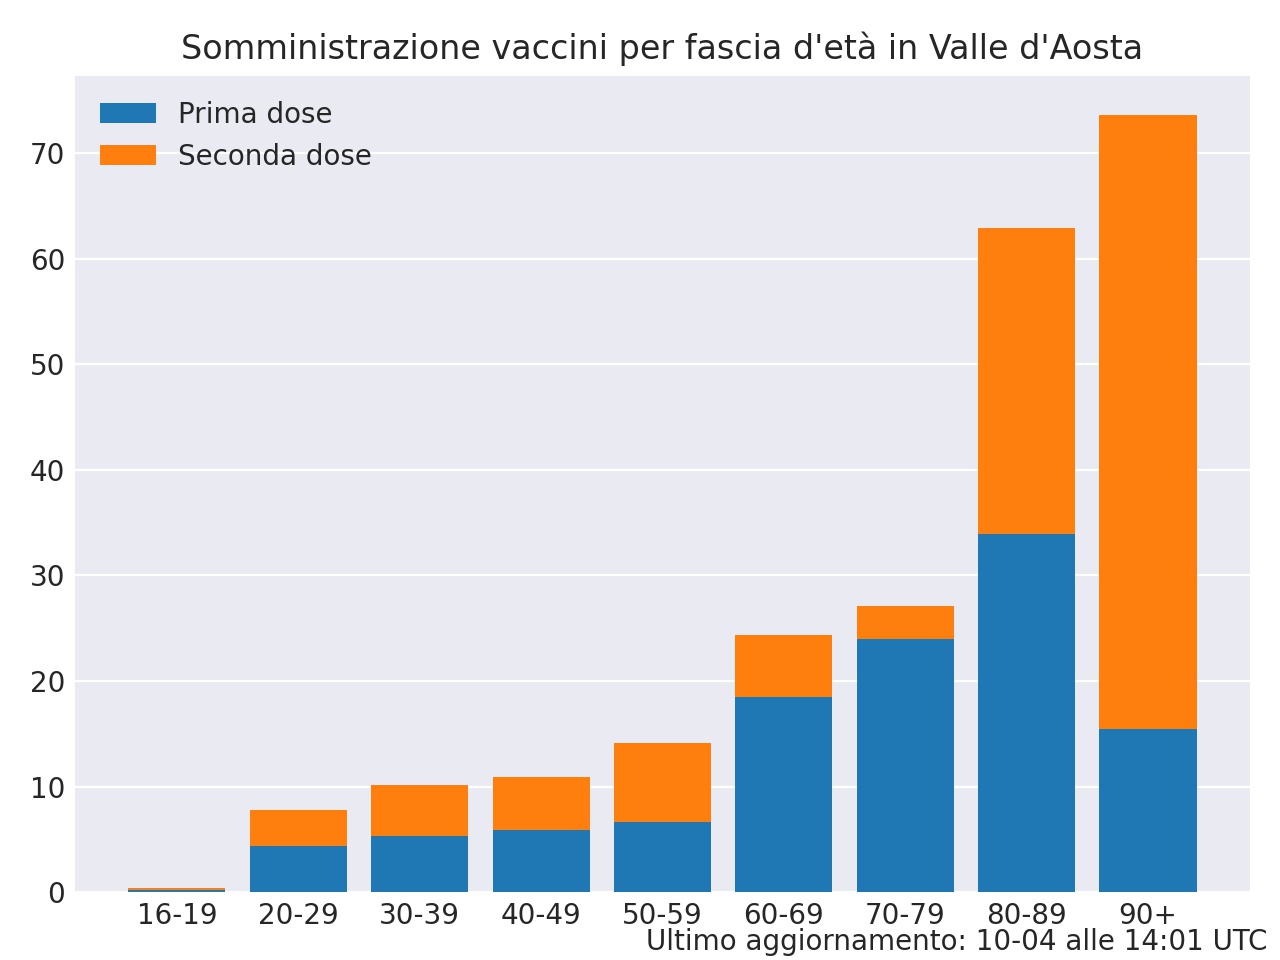 Somministrazione vaccini per fascia d'età in Valle d'Aosta
Prima dose
Seconda dose
70
60
50
40
30
20
10
0
16-19 20-29 30-39 40-49 50-59 60-69 70-79 80-89 90+
Ultimo aggiornamento: 10-04 alle 14:01 UTC